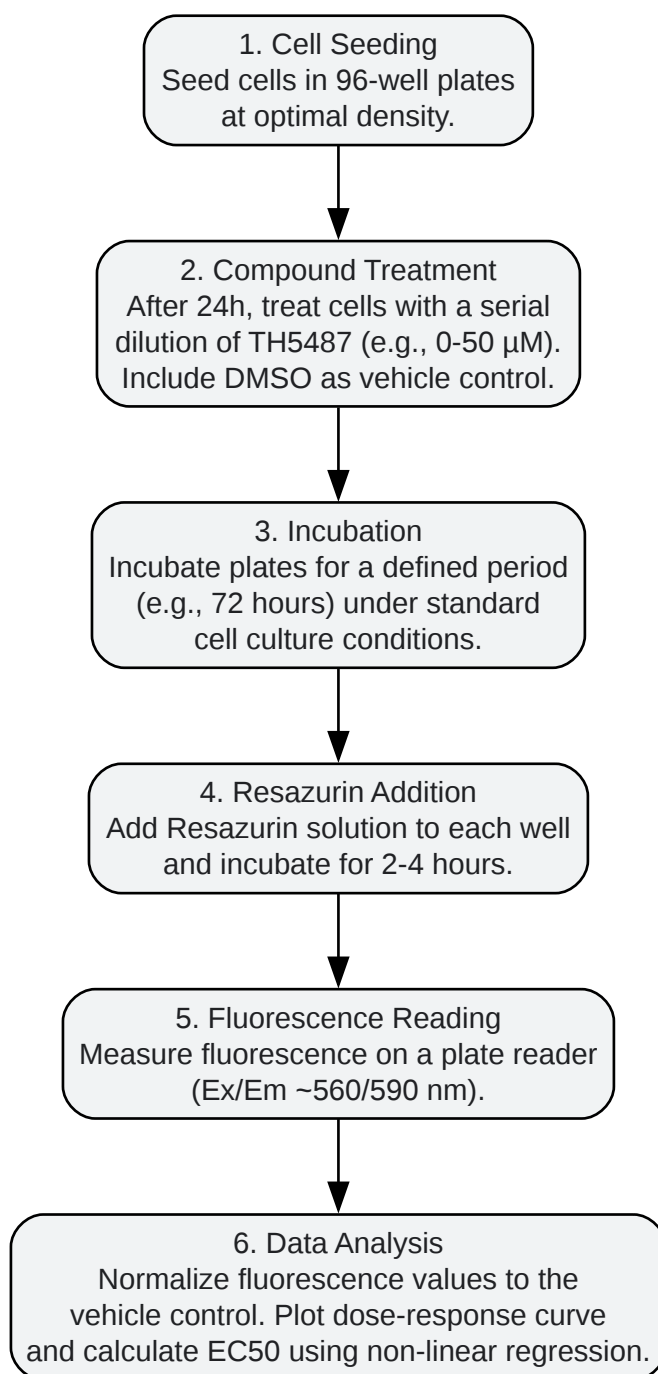 1. Cell Seeding
Seed cells in 96-well plates
at optimal density.
2. Compound Treatment
After 24h, treat cells with a serial
dilution of TH5487 (e.g., 0-50 µM).
Include DMSO as vehicle control.
3. Incubation
Incubate plates for a defined period
(e.g., 72 hours) under standard
cell culture conditions.
4. Resazurin Addition
Add Resazurin solution to each well
and incubate for 2-4 hours.
5. Fluorescence Reading
Measure fluorescence on a plate reader
(Ex/Em ~560/590 nm).
6. Data Analysis
Normalize fluorescence values to the
vehicle control. Plot dose-response curve
and calculate EC50 using non-linear regression.